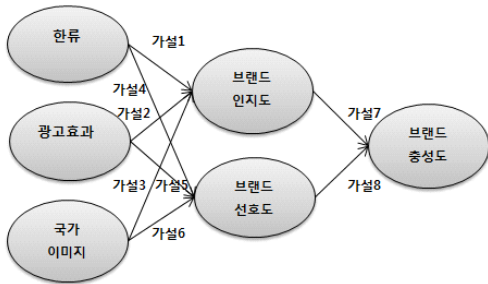 한류
가설1
가설4
가설2
브랜드
인지도
광고효과
가설7
브랜드
충성도
가설3
가설5
가설8
브랜드
선호도
국가
이미지
가설6